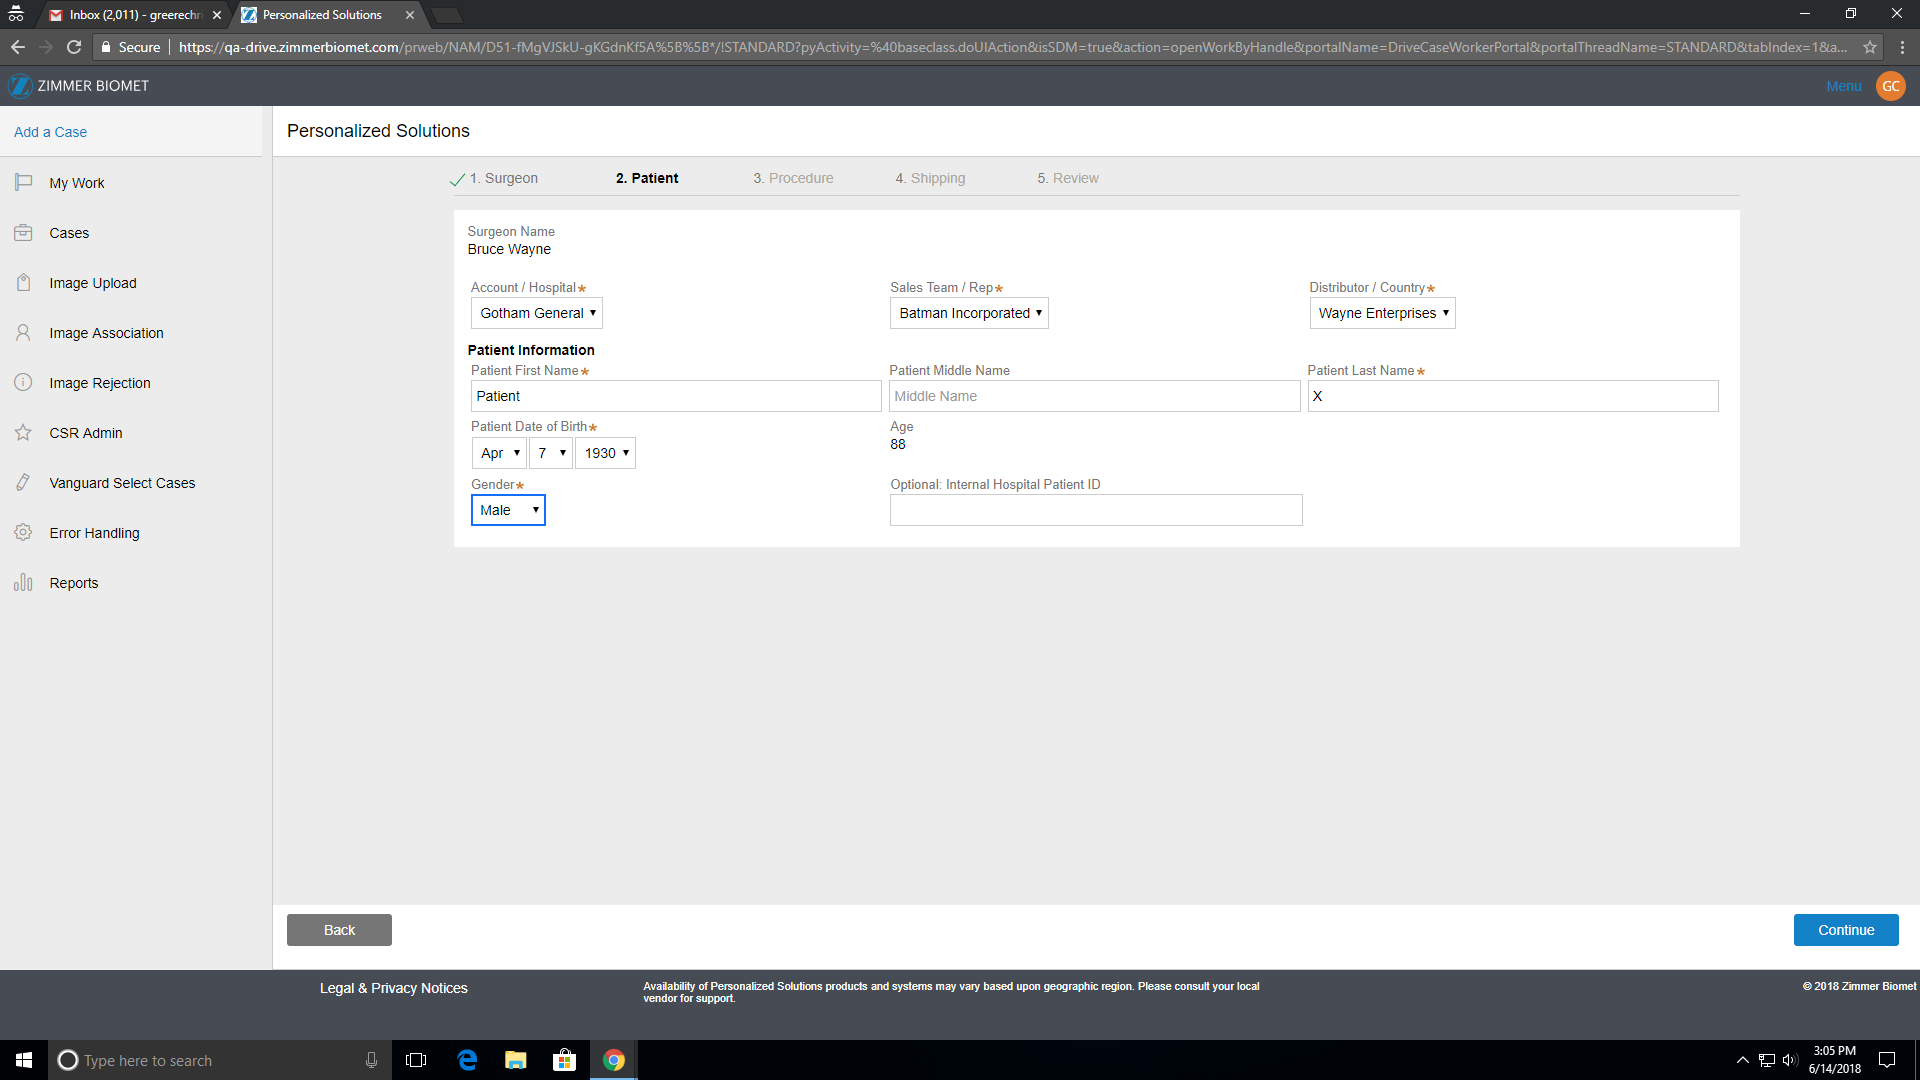 Inbox (2,011) - greerechr
Personalized Solutions
Secure
https://qa-drive.zimmerbiomet.com/prweb/NAM/D51-fMgVJSkU-gKGdnKf5A%5B%5B*/!STANDARD?pyActivity=%40baseclass.doUIAction&isSDM=true&action=openWorkByHandle&portalName=DriveCaseWorkerPortal&portalThreadName=STANDARD&tabIndex=1&a...
ZIMMER BIOMET
Menu
GC
Add a Case
My Work
Cases
Image Upload
Image Association
Image Rejection
CSR Admin
Vanguard Select Cases
Error Handling
Reports
Personalized Solutions
1. Surgeon 2. Patient 3. Procedure 4. Shipping 5. Review
Surgeon Name
Bruce Wayne
Account / Hospital* Sales Team / Rep* Distributor / Country*
Gotham General Batman Incorporated Wayne Enterprises
Patient Information
Patient First Name* Patient Middle Name Patient Last Name*
Patient Middle Name X
Patient Date of Birth* Age
Apr 7 1930 88
Gender* Optional: Internal Hospital Patient ID
Male
Back Continue
Legal & Privacy Notices
Availability of Personalized Solutions products and systems may vary based upon geographic region. Please consult your local
vendor for support.
© 2018 Zimmer Biomet
Type here to search
3:05 PM
6/14/2018